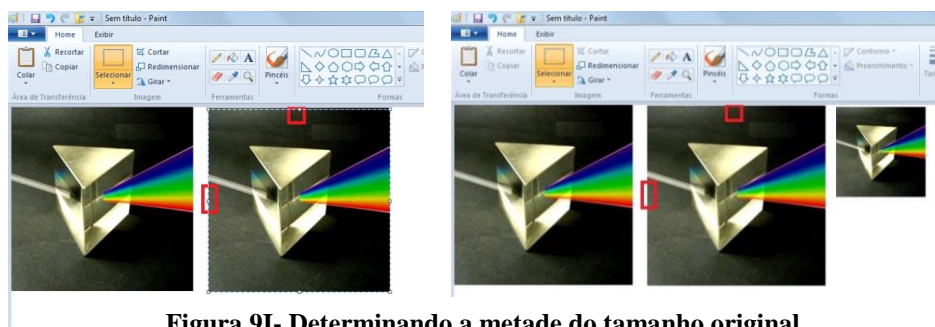 Sem título - Paint
Home Exibir
Colar
Recortar
Copiar
Área de Transferência
Selecionar
Cortar
Redimensionar
Girar
Imagem
A
Ferramentas
Pincéis
Formas
Sem título - Paint
Home Exibir
Colar
Recortar
Copiar
Área de Transferência
Selecionar
Cortar
Redimensionar
Girar
Imagem
A
Ferramentas
Pincéis
Contorno
Preenchimento
Formas
Figura 9I- Determinando a metade do tamanho original